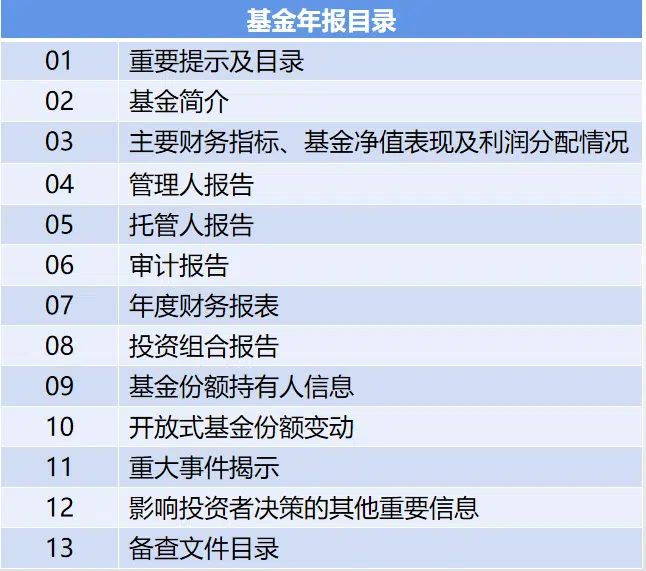 基金年报目录
01 重要提示及目录
02 基金简介
03 主要财务指标、基金净值表现及利润分配情况
04 管理人报告
05 托管人报告
06 审计报告
07 年度财务报表
08 投资组合报告
09 基金份额持有人信息
10 开放式基金份额变动
11 重大事件揭示
12 影响投资者决策的其他重要信息
13 备查文件目录